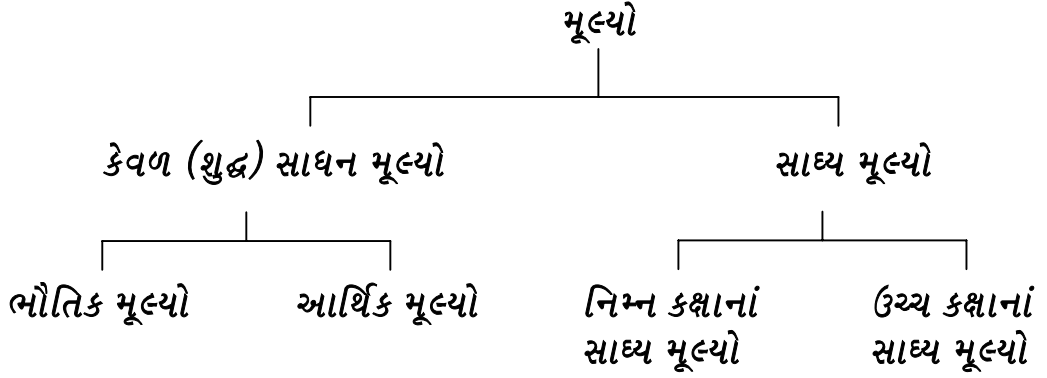 મૂલ્યો
કેવળ (શુદ્ધ) સાધન મૂલ્યો
સાધ્ય મૂલ્યો
ભૌતિક મૂલ્યો
આર્થિક મૂલ્યો
નિમ્ન કક્ષાનાં
સાધ્ય મૂલ્યો
ઉચ્ચ કક્ષાનાં
સાધ્ય મૂલ્યો